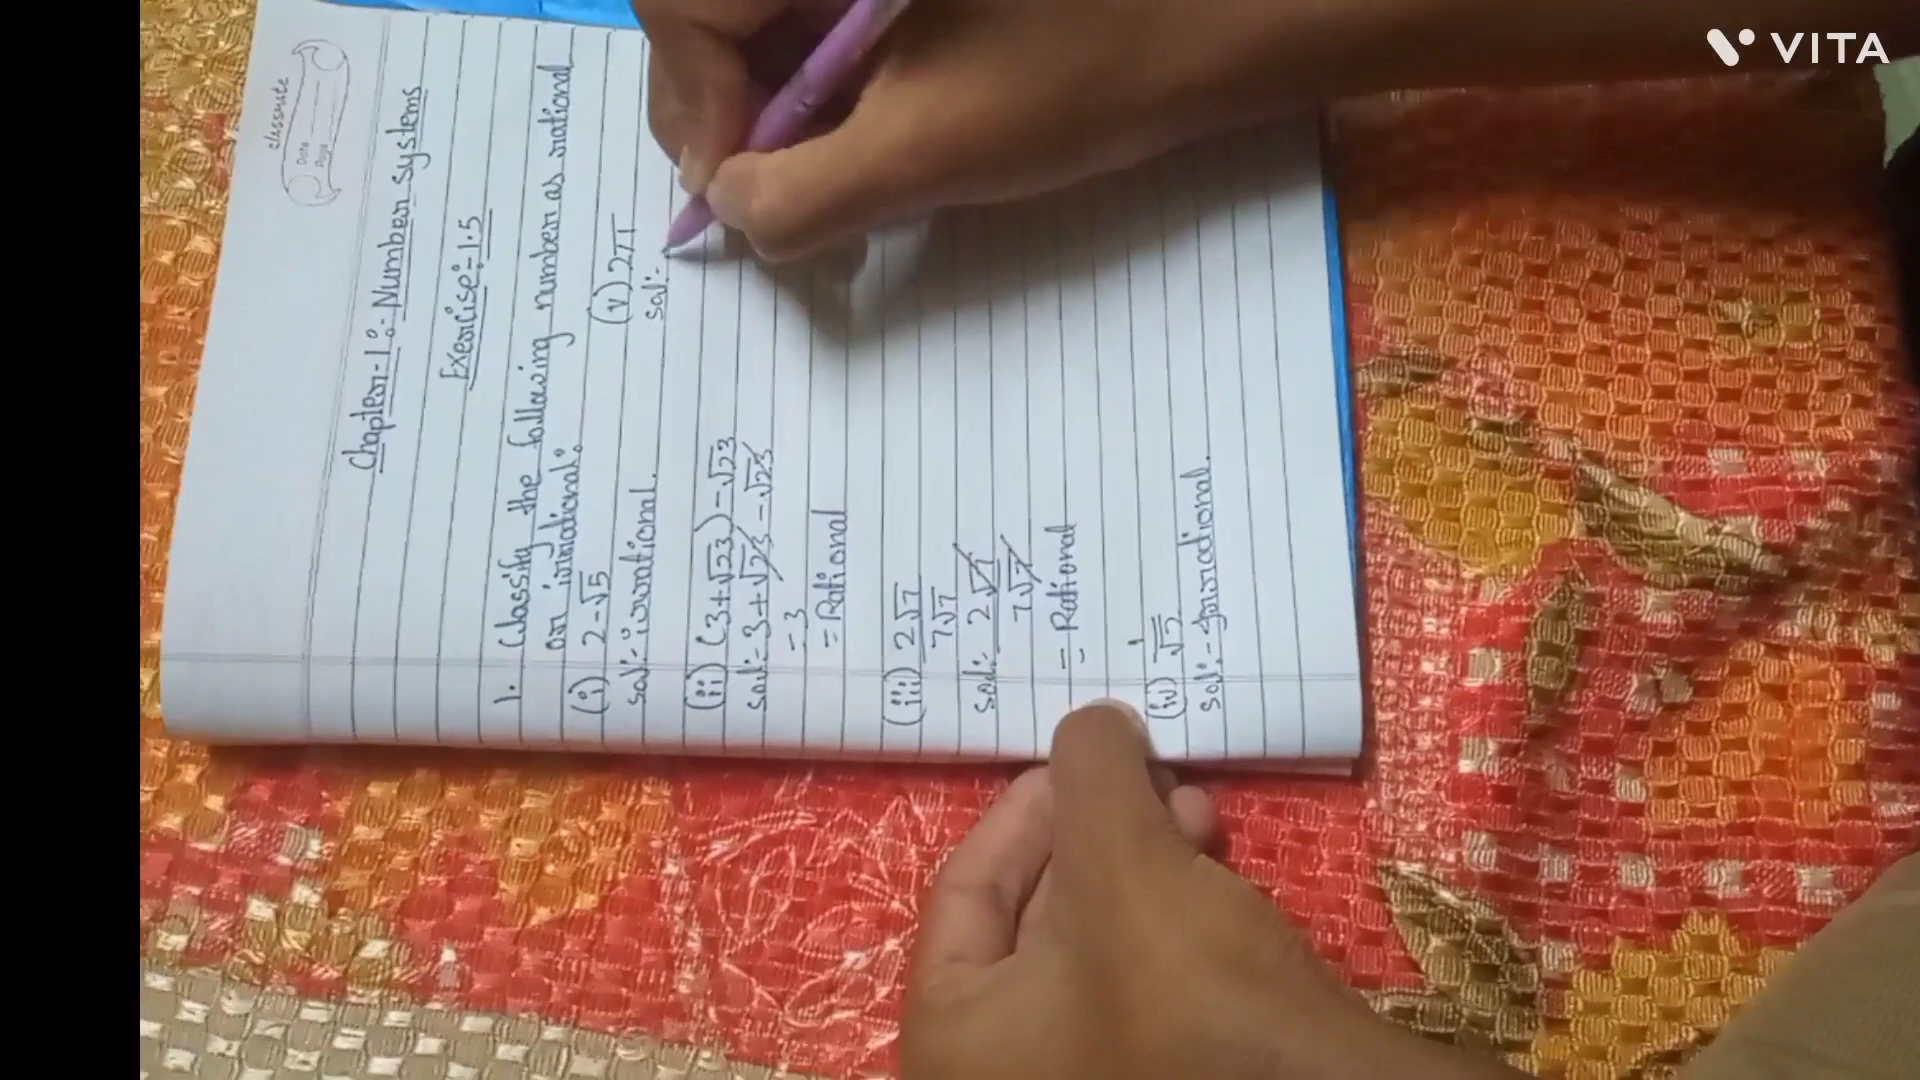 VITA
classmate
Date
Page
Chapter-1:- Number systems
Exercise:-1.5
1. Classify the following number as rational
or irrational:
(i) 2-√5
Sol:- irrational.
(ii) (3+√23)-√23
Sol:- 3+√23-√23
= 3
= Rational
(iii) 2√7
7√7
Sol:- 2√7
7√7
= Rational
(iv) 1
√2
Sol:- Irrational.
(v) 2π
Sol:-